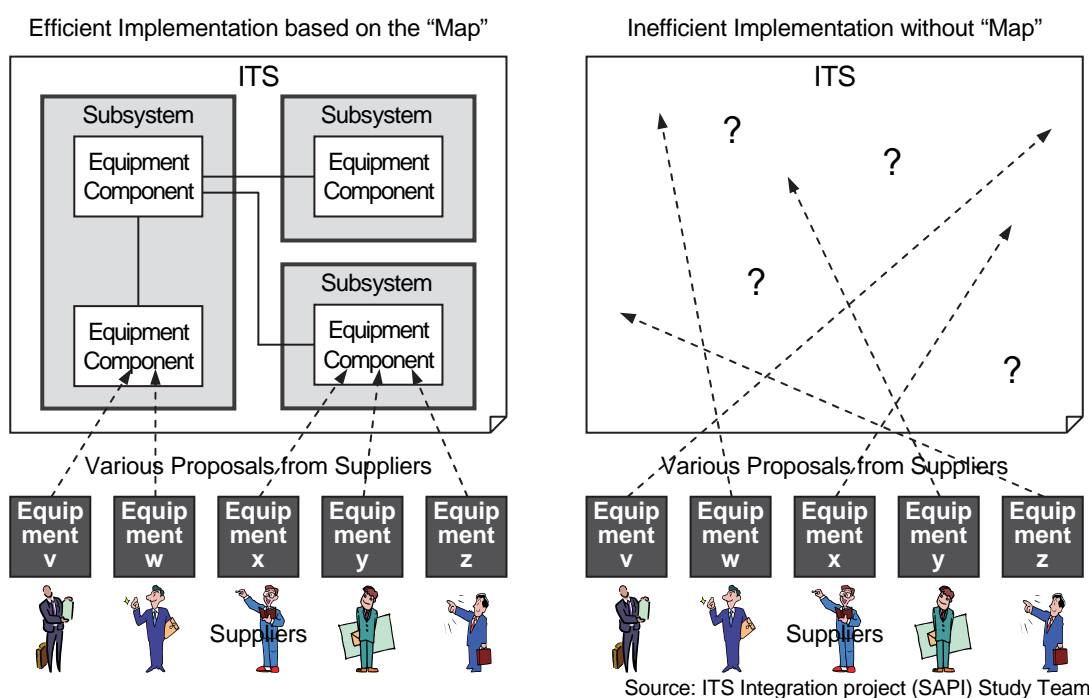 Efficient Implementation based on the “Map”
ITS
Subsystem
Equipment
Component
Equipment
Component
Subsystem
Equipment
Component
Subsystem
Equipment
Component
Various Proposals from Suppliers
Equip
ment
v
Equip
ment
w
Equip
ment
x
Equip
ment
y
Equip
ment
z
Suppliers
Inefficient Implementation without “Map”
ITS
?
?
?
?
Various Proposals from Suppliers
Equip
ment
v
Equip
ment
w
Equip
ment
x
Equip
ment
y
Equip
ment
z
Suppliers
Source: ITS Integration project (SAPI) Study Team